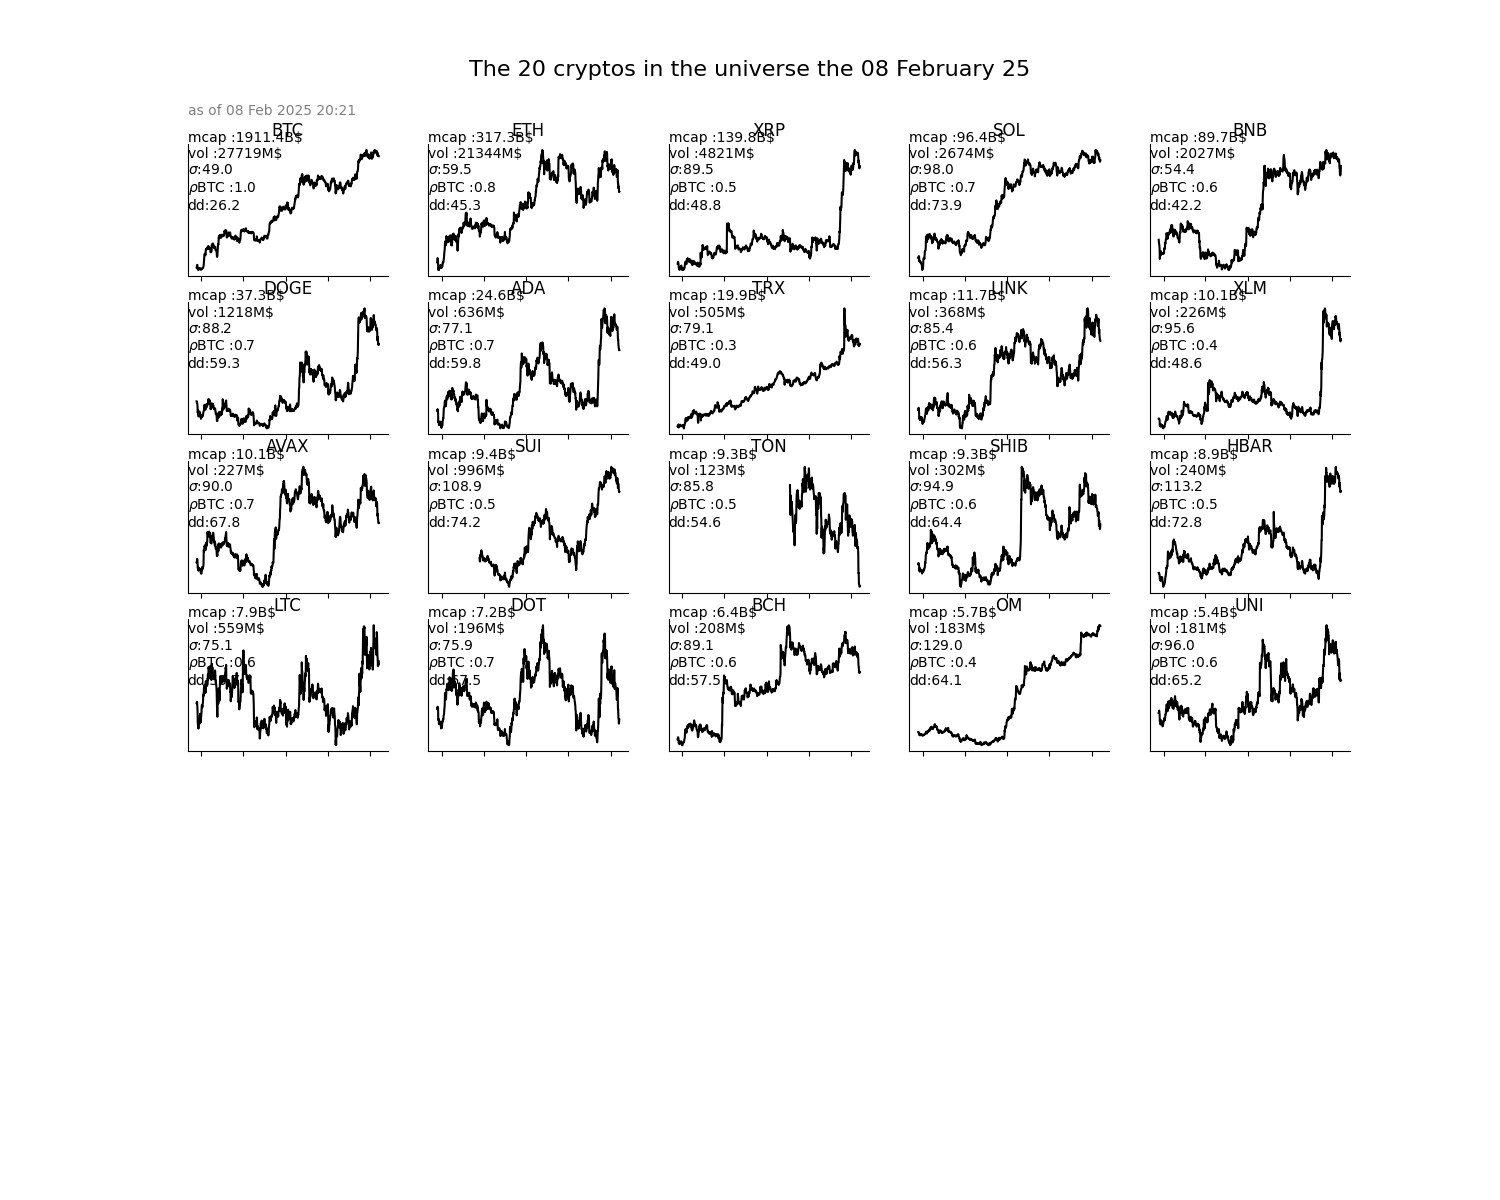 The 20 cryptos in the universe the 08 February 25
as of 08 Feb 2025 20:21
BTC
mcap :1911.4B$
vol :27719M$
σ:49.0
ρBTC :1.0
dd:26.2
ETH
mcap :317.3B$
vol :21344M$
σ:59.5
ρBTC :0.8
dd:45.3
XRP
mcap :139.8B$
vol :4821M$
σ:89.5
ρBTC :0.5
dd:48.8
SOL
mcap :96.4B$
vol :2674M$
σ:98.0
ρBTC :0.7
dd:73.9
BNB
mcap :89.7B$
vol :2027M$
σ:54.4
ρBTC :0.6
dd:42.2
DOGE
mcap :37.3B$
vol :1218M$
σ:88.2
ρBTC :0.7
dd:59.3
ADA
mcap :24.6B$
vol :636M$
σ:77.1
ρBTC :0.7
dd:59.8
TRX
mcap :19.9B$
vol :505M$
σ:79.1
ρBTC :0.3
dd:49.0
LINK
mcap :11.7B$
vol :368M$
σ:85.4
ρBTC :0.6
dd:56.3
XLM
mcap :10.1B$
vol :226M$
σ:95.6
ρBTC :0.4
dd:48.6
AVAX
mcap :10.1B$
vol :227M$
σ:90.0
ρBTC :0.7
dd:67.8
SUI
mcap :9.4B$
vol :996M$
σ:108.9
ρBTC :0.5
dd:74.2
TON
mcap :9.3B$
vol :123M$
σ:85.8
ρBTC :0.5
dd:54.6
SHIB
mcap :9.3B$
vol :302M$
σ:94.9
ρBTC :0.6
dd:64.4
HBAR
mcap :8.9B$
vol :240M$
σ:113.2
ρBTC :0.5
dd:72.8
LTC
mcap :7.9B$
vol :559M$
σ:75.1
ρBTC :0.6
DOT
mcap :7.2B$
vol :196M$
σ:75.9
ρBTC :0.7
dd:67.5
BCH
mcap :6.4B$
vol :208M$
σ:89.1
ρBTC :0.6
dd:57.5
OM
mcap :5.7B$
vol :183M$
σ:129.0
ρBTC :0.4
dd:64.1
UNI
mcap :5.4B$
vol :181M$
σ:96.0
ρBTC :0.6
dd:65.2